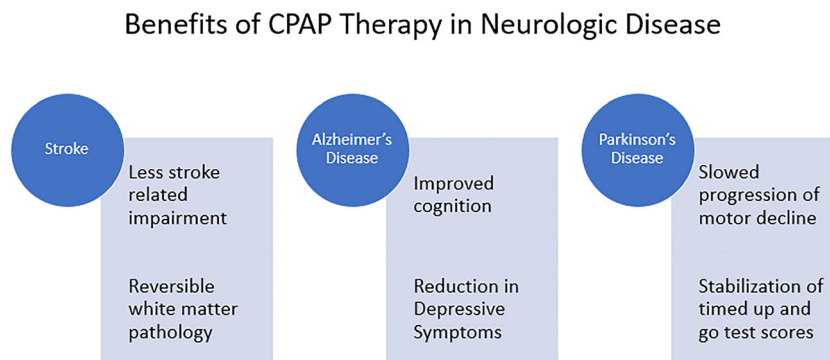 Benefits of CPAP Therapy in Neurologic Disease
Stroke
Less stroke
related
impairment
Reversible
white matter
pathology
Alzheimer's
Disease
Improved
cognition
Reduction in
Depressive
Symptoms
Parkinson's
Disease
Slowed
progression of
motor decline
Stabilization of
timed up and
go test scores